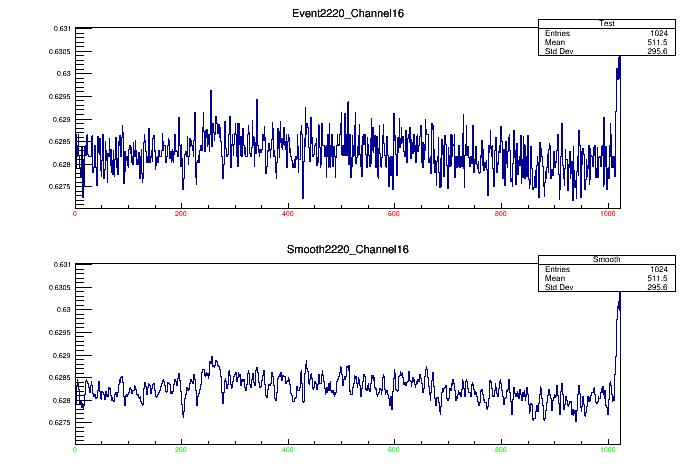 Event2220_Channel16
Test
Entries 1024
Mean 511.5
Std Dev 295.6
0.631
0.6305
0.63
0.6295
0.629
0.6285
0.628
0.6275
0 200 400 600 800 1000
Smooth2220_Channel16
Smooth
Entries 1024
Mean 511.5
Std Dev 295.6
0.631
0.6305
0.63
0.6295
0.629
0.6285
0.628
0.6275
0 200 400 600 800 1000